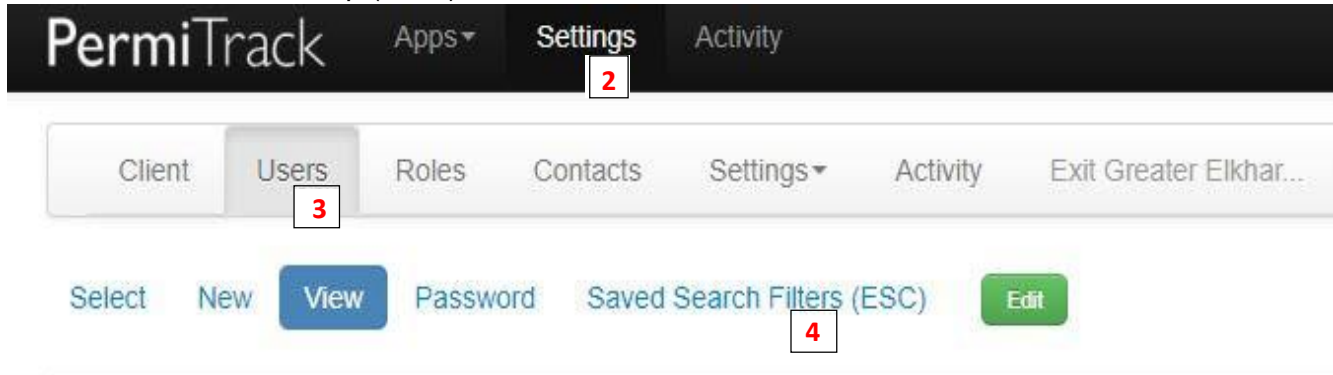 PermiTrack Apps Settings Activity
2
Client Users Roles Contacts Settings Activity Exit Greater Elkhar...
3
Select New View Password Saved Search Filters (ESC) Edit
4